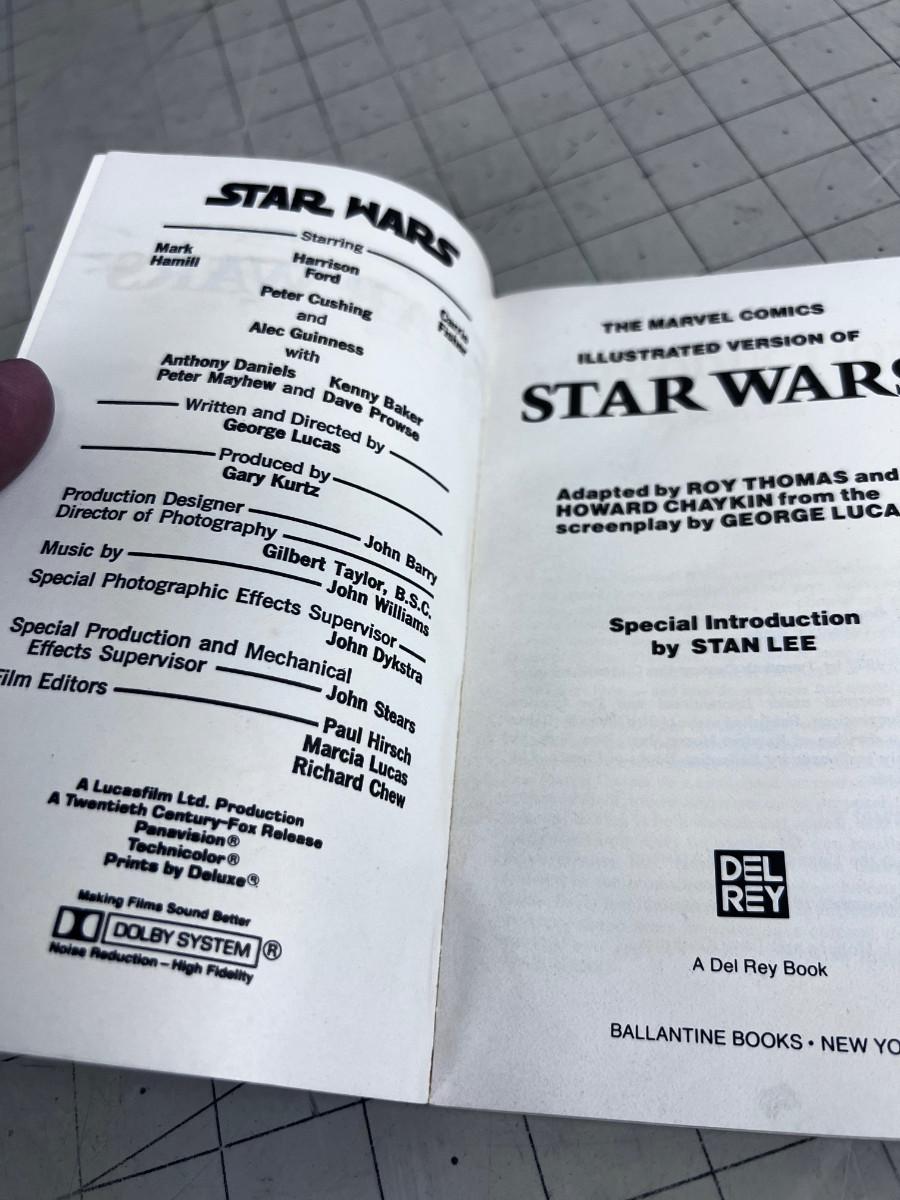 STAR WARS
Starring
Mark
Hamill
Harrison
Ford
Carrie
Fisher
Peter Cushing
and
Alec Guinness
with
Anthony Daniels Kenny Baker
Peter Mayhew and Dave Prowse
Written and Directed by
George Lucas
Produced by
Gary Kurtz
Production Designer John Barry
Director of Photography
Gilbert Taylor, B.S.C.
Music by John Williams
Special Photographic Effects Supervisor
John Dykstra
Special Production and Mechanical
Effects Supervisor John Stears
Film Editors Paul Hirsch
Marcia Lucas
Richard Chew
A Lucasfilm Ltd. Production
A Twentieth Century-Fox Release
Panavision®
Technicolor®
Prints by Deluxe®
Making Films Sound Better
DOLBY SYSTEM ®
Noise Reduction – High Fidelity
THE MARVEL COMICS
ILLUSTRATED VERSION OF
STAR WARS
Adapted by ROY THOMAS and
HOWARD CHAYKIN from the
screenplay by GEORGE LUCA
Special Introduction
by STAN LEE
DEL
REY
A Del Rey Book
BALLANTINE BOOKS • NEW YO